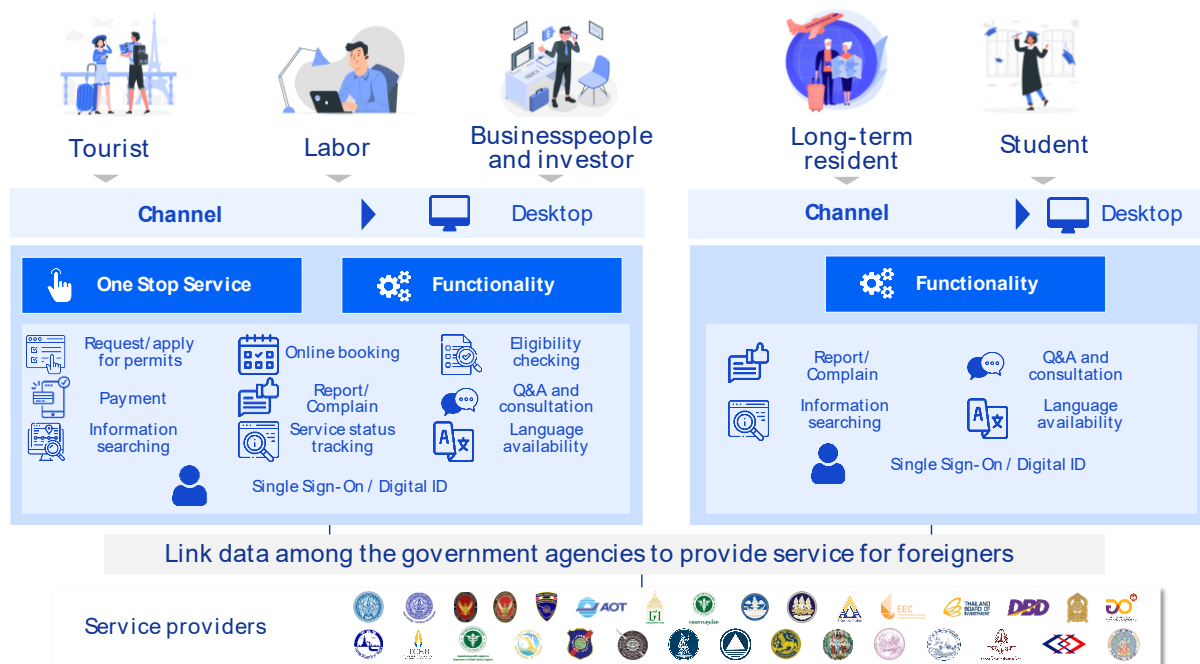 Tourist
Labor
Businesspeople
and investor
Long-term
resident
Student
Channel
Desktop
Channel
Desktop
One Stop Service
Functionality
Functionality
Request/ apply
for permits
Online booking
Eligibility
checking
Payment
Report/
Complain
Q&A and
consultation
Information
searching
Service status
tracking
Language
availability
Single Sign-On / Digital ID
Report/
Complain
Q&A and
consultation
Information
searching
Language
availability
Single Sign-On / Digital ID
Link data among the government agencies to provide service for foreigners
Service providers
AOT
EEC
THAILAND
BOARD OF
INVESTMENT
DBD
TCEB